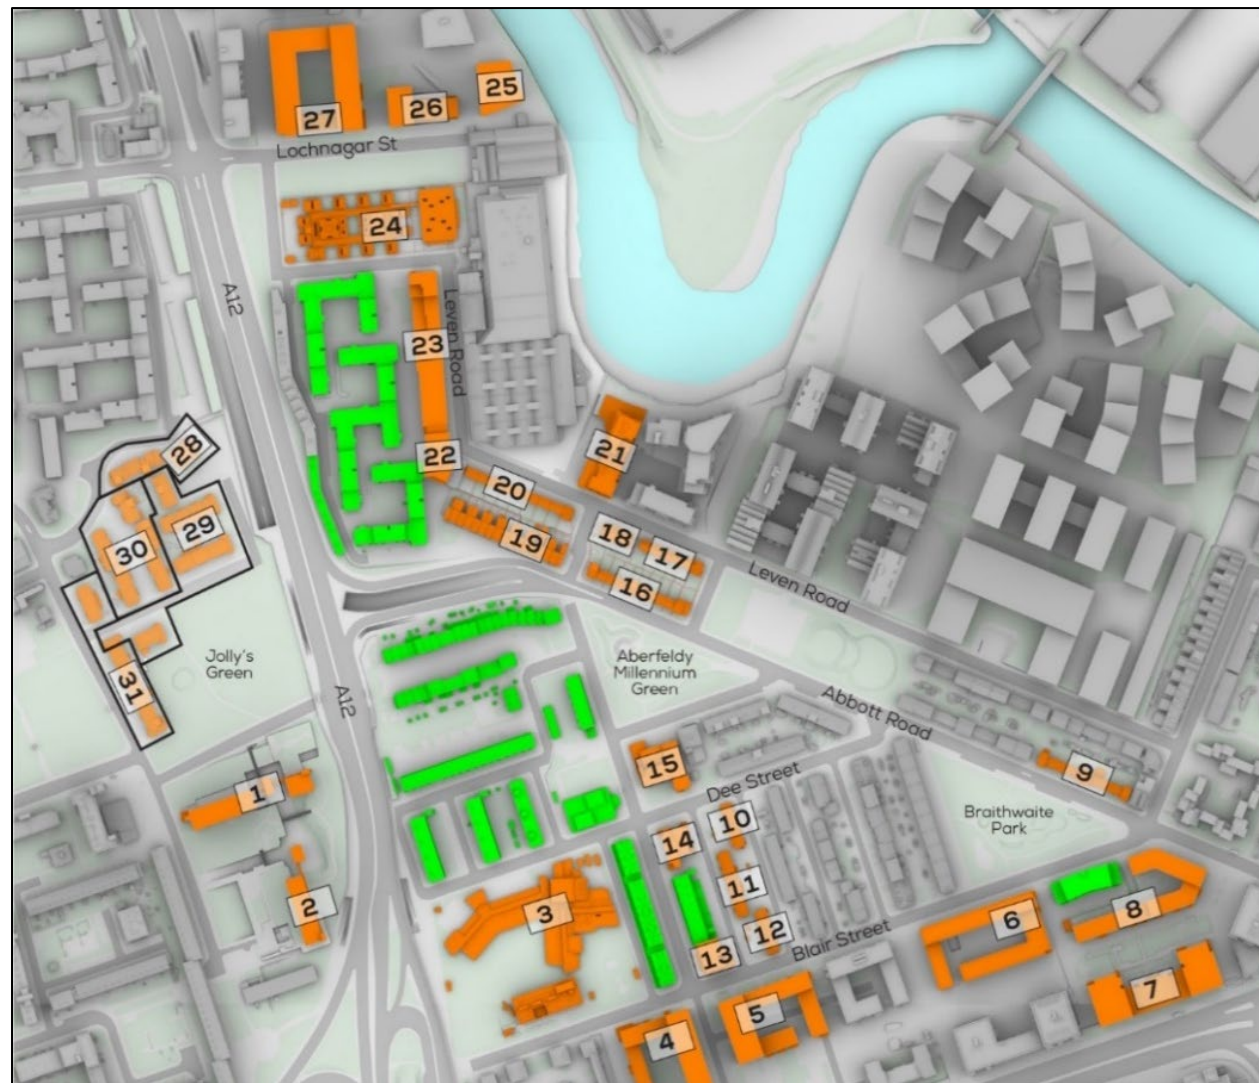 27
26
25
Lochnagar St
24
A12
Leven Road
23
22
28
29
30
31
21
20
19
18
17
16
Leven Road
Jolly's
Green
Aberfeldy
Millennium
Green
A12
Abbott Road
15
Dee Street
9
1
Braithwaite
Park
14
10
2
11
3
13
12
Blair Street
6
8
7
5
4